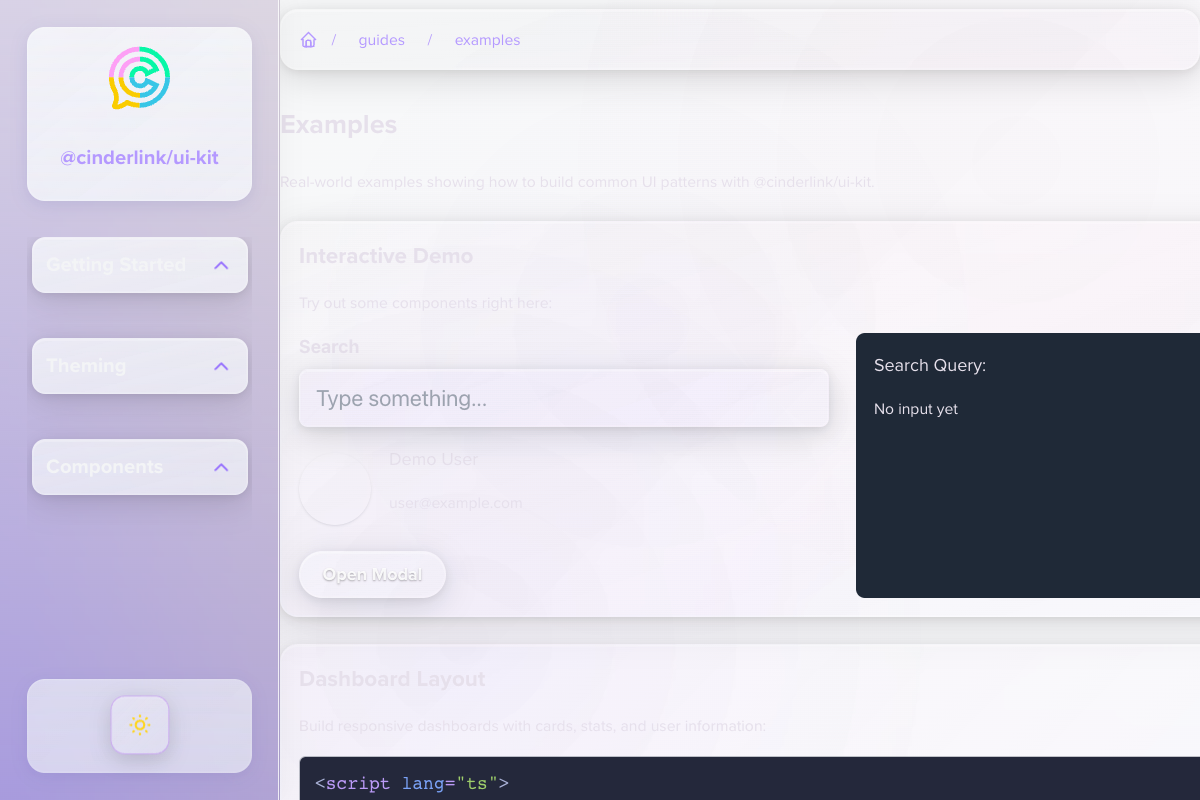 @cinderlink/ui-kit
Getting Started
Theming
Components
/ guides / examples
Examples
Real-world examples showing how to build common UI patterns with @cinderlink/ui-kit.
Interactive Demo
Try out some components right here:
Search
Type something...
Demo User
user@example.com
Open Modal
Search Query:
No input yet
Dashboard Layout
Build responsive dashboards with cards, stats, and user information:
<script lang="ts">